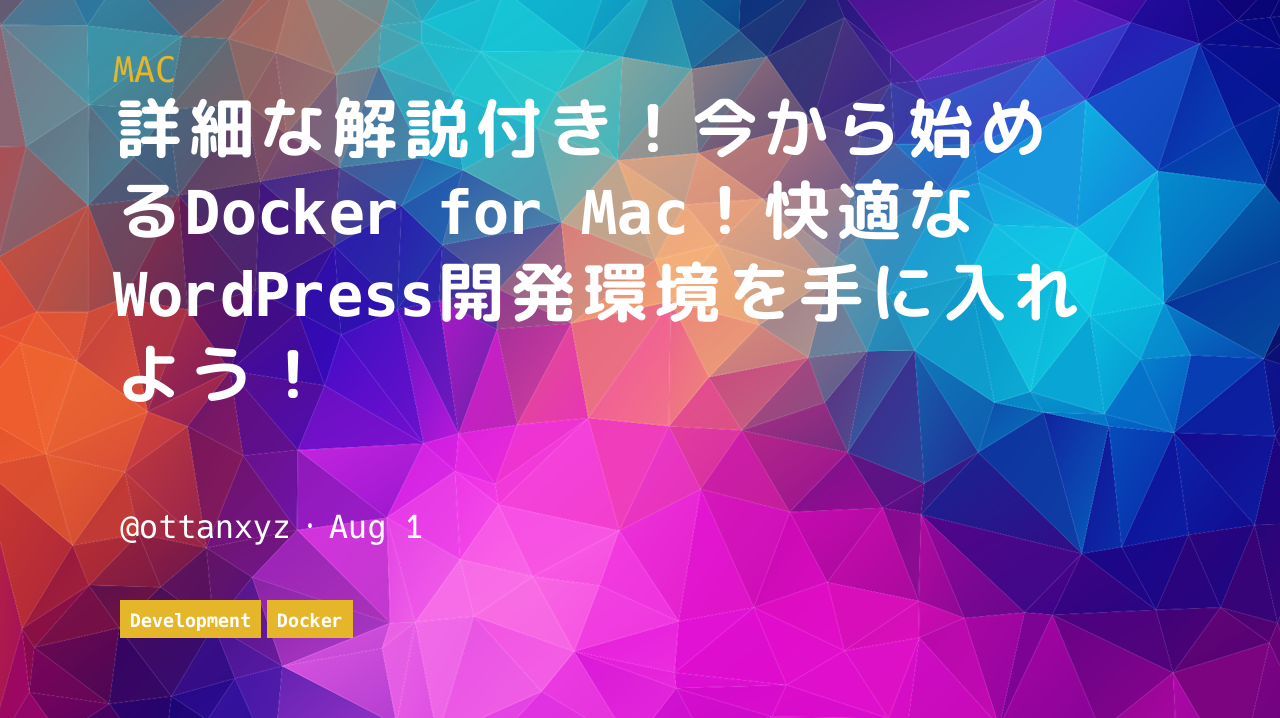 MAC
詳細な解説付き！今から始め
るDocker for Mac！快適な
WordPress開発環境を手に入れ
よう！
@ottanxyz · Aug 1
Development Docker